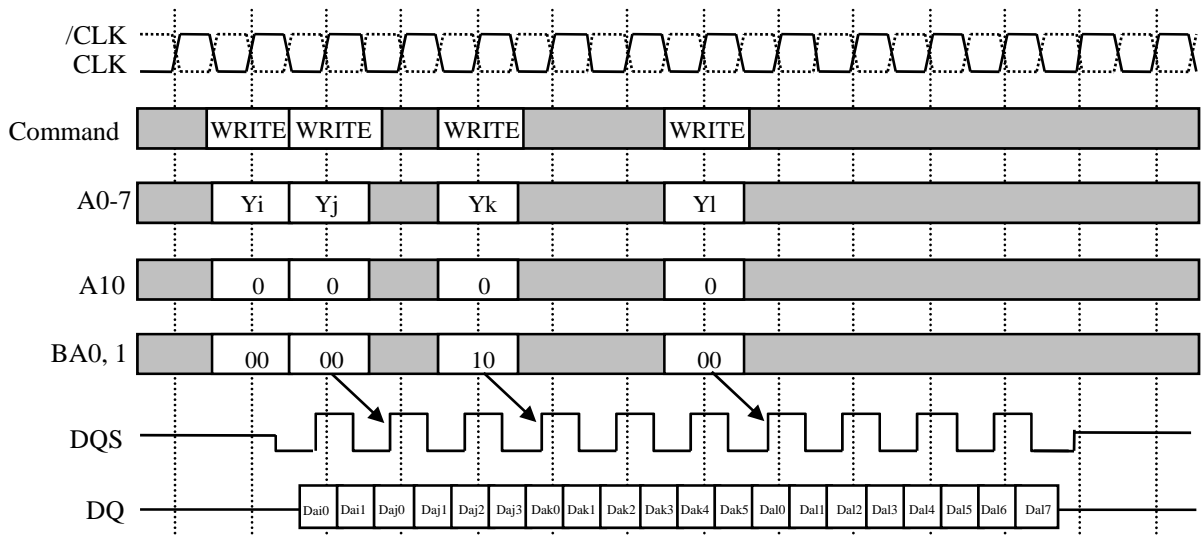 /CLK
CLK
Command WRITE WRITE WRITE WRITE
A0-7 Yi Yj Yk Yl
A10 0 0 0 0
BA0, 1 00 00 10 00
DQS
DQ Dai0 Dai1 Daj0 Daj1 Daj2 Daj3 Dak0 Dak1 Dak2 Dak3 Dak4 Dak5 Dal0 Dal1 Dal2 Dal3 Dal4 Dal5 Dal6 Dal7